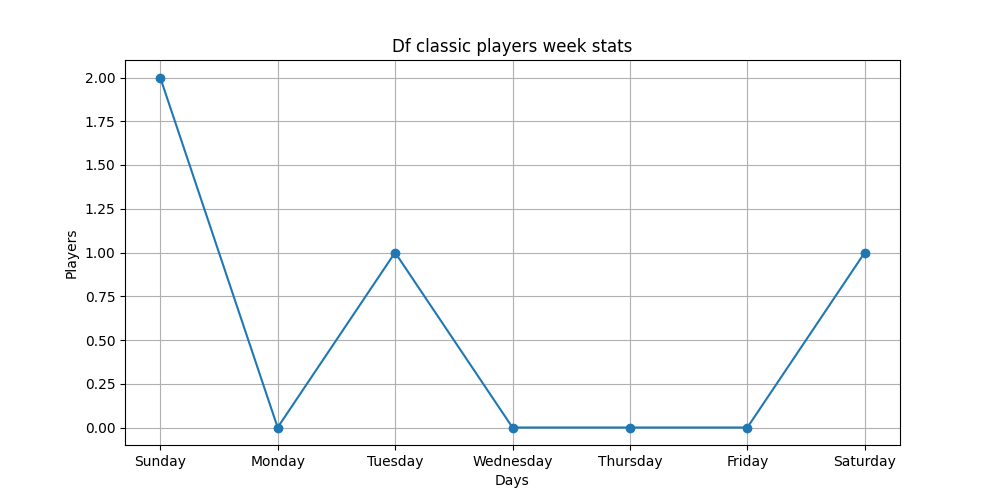 Df classic players week stats
2.00
1.75
1.50
1.25
1.00
0.75
0.50
0.25
0.00
Players
Sunday Monday Tuesday Wednesday Thursday Friday Saturday
Days